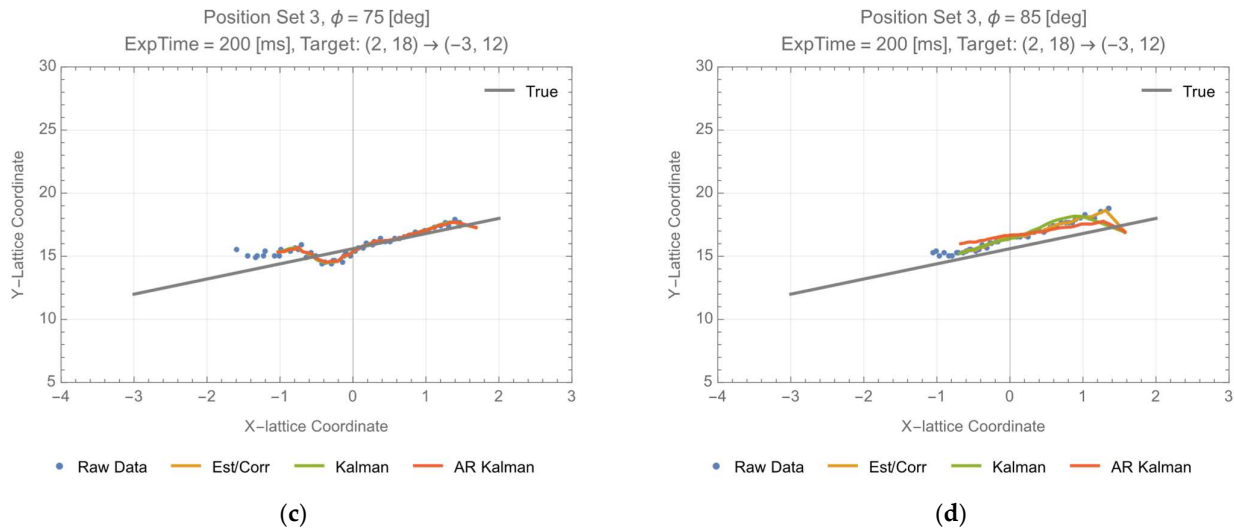 Position Set 3, ϕ = 75 [deg]
ExpTime = 200 [ms], Target: (2, 18) → (−3, 12)
30
25
20
15
10
5
Y-Lattice Coordinate
True
−4 −3 −2 −1 0 1 2 3
X-lattice Coordinate
Raw Data Est/Corr Kalman AR Kalman
(c)
Position Set 3, ϕ = 85 [deg]
ExpTime = 200 [ms], Target: (2, 18) → (−3, 12)
30
25
20
15
10
5
Y-Lattice Coordinate
True
−4 −3 −2 −1 0 1 2 3
X-lattice Coordinate
Raw Data Est/Corr Kalman AR Kalman
(d)